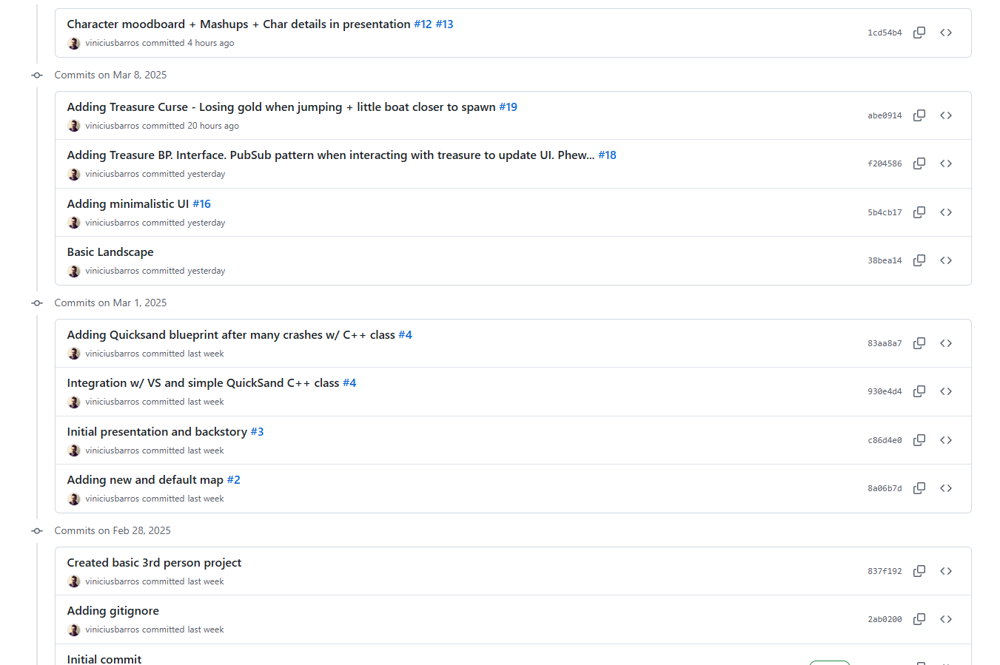 Character moodboard + Mashups + Char details in presentation #12 #13
viniciusbarros committed 4 hours ago
1cd54b4
Commits on Mar 8, 2025
Adding Treasure Curse - Losing gold when jumping + little boat closer to spawn #19
viniciusbarros committed 20 hours ago
abe0914
Adding Treasure BP. Interface. PubSub pattern when interacting with treasure to update UI. Phew... #18
viniciusbarros committed yesterday
f204586
Adding minimalistic UI #16
viniciusbarros committed yesterday
5b4cb17
Basic Landscape
viniciusbarros committed yesterday
38bea14
Commits on Mar 1, 2025
Adding Quicksand blueprint after many crashes w/ C++ class #4
viniciusbarros committed last week
83aa8a7
Integration w/ VS and simple QuickSand C++ class #4
viniciusbarros committed last week
930e4d4
Initial presentation and backstory #3
viniciusbarros committed last week
c86d4e0
Adding new and default map #2
viniciusbarros committed last week
8a06b7d
Commits on Feb 28, 2025
Created basic 3rd person project
viniciusbarros committed last week
837f192
Adding gitignore
viniciusbarros committed last week
2ab0200
Initial commit